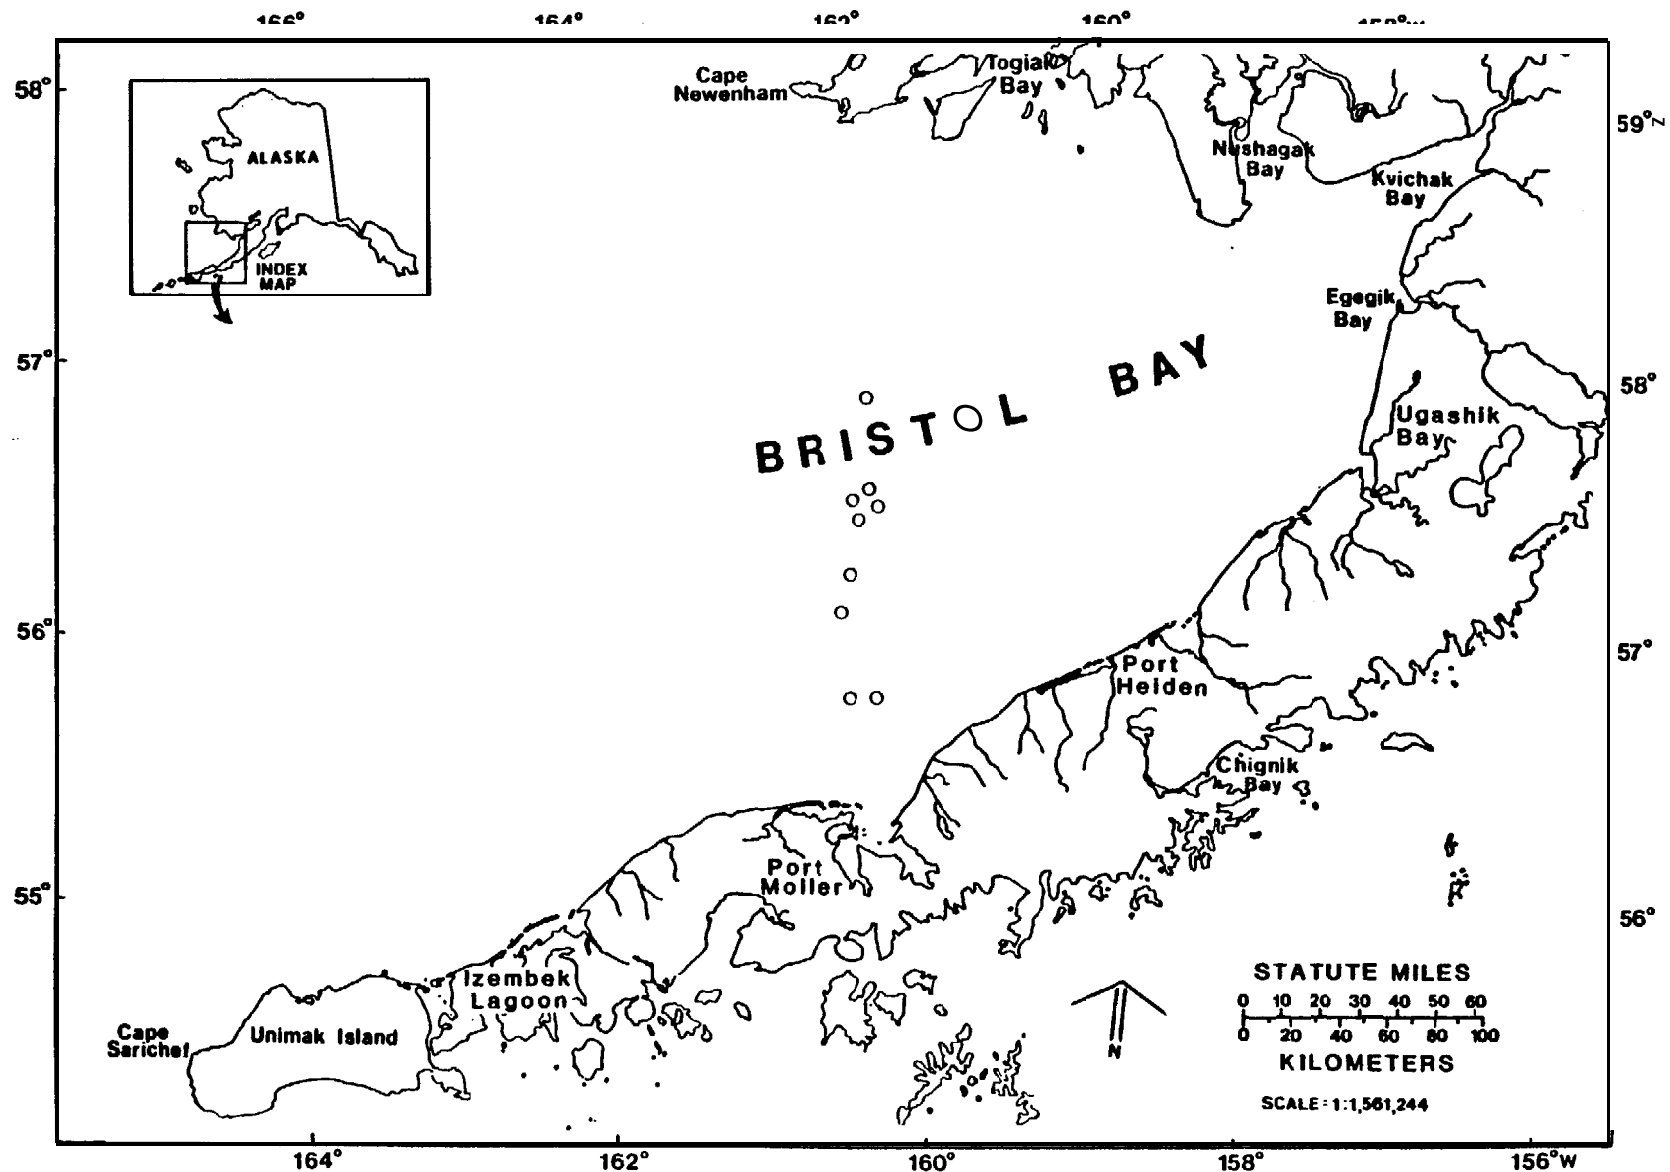 58°
57°
56°
55°
59°
58°
57°
56°
164°
162°
160°
158°
156°W
ALASKA
INDEX
MAP
Cape
Newenham
Togiak
Bay
Nushagak
Bay
Kvichak
Bay
Egegik
Bay
BRISTOL BAY
Ugashik
Bay
Port
Heiden
Chignik
Bay
Port
Moller
Izembek
Lagoon
Unimak Island
Cape
Sarichef
N
STATUTE MILES
0 10 20 30 40 50 60
0 20 40 60 80 100
KILOMETERS
SCALE = 1:1,561,244